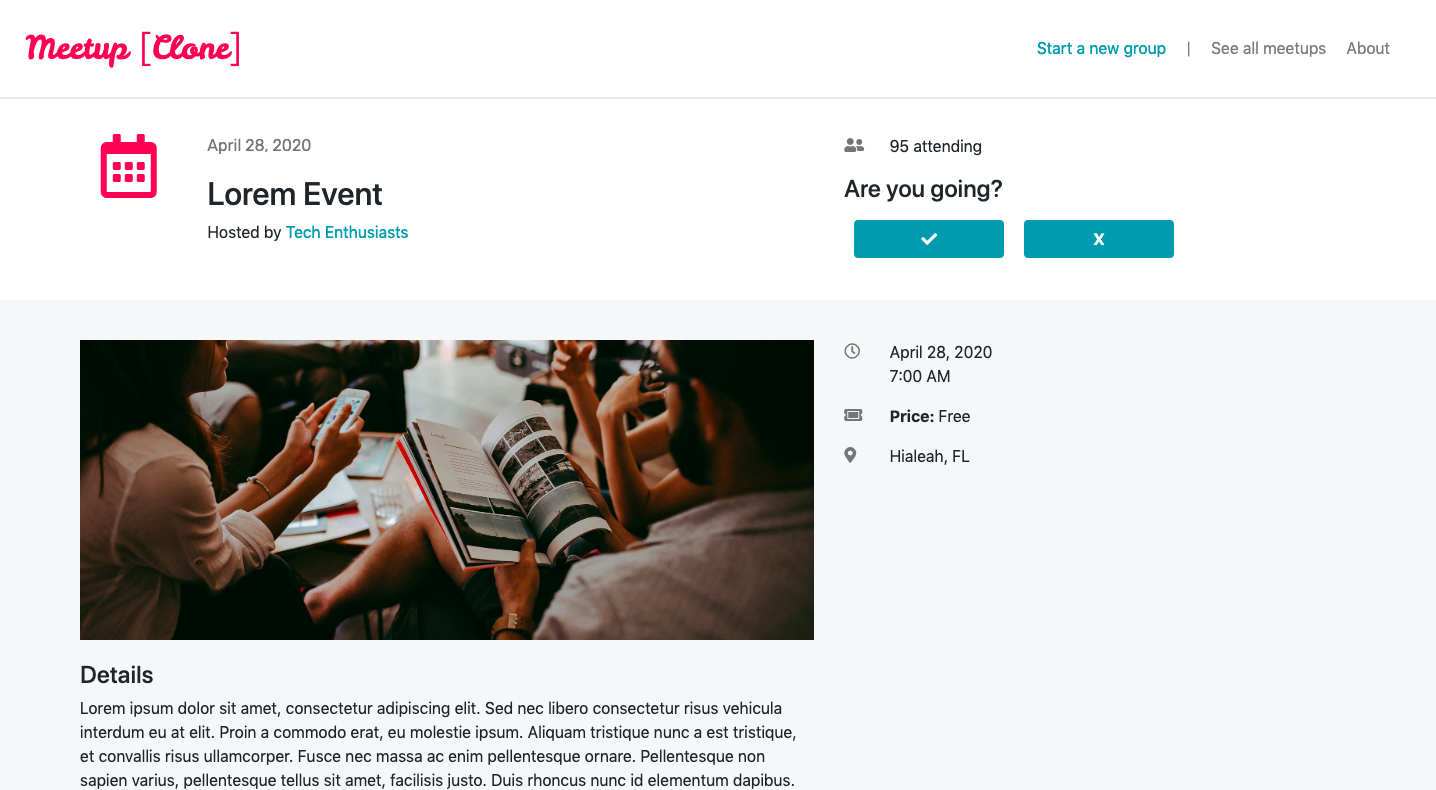 Meetup [Clone]
Start a new group | See all meetups About
April 28, 2020
Lorem Event
Hosted by Tech Enthusiasts
95 attending
Are you going?
X
April 28, 2020
7:00 AM
Price: Free
Hialeah, FL
Details
Lorem ipsum dolor sit amet, consectetur adipiscing elit. Sed nec libero consectetur risus vehicula
interdum eu at elit. Proin a commodo erat, eu molestie ipsum. Aliquam tristique nunc a est tristique,
et convallis risus ullamcorper. Fusce nec massa ac enim pellentesque ornare. Pellentesque non
sapien varius, pellentesque tellus sit amet, facilisis justo. Duis rhoncus nunc id elementum dapibus.